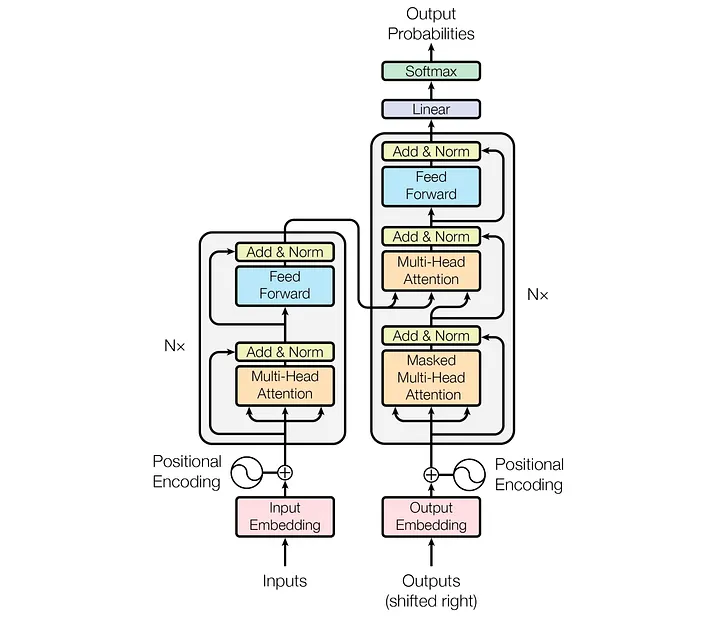 Output
Probabilities
Softmax
Linear
Add & Norm
Feed
Forward
Add & Norm
Multi-Head
Attention
Add & Norm
Masked
Multi-Head
Attention
Nx
Add & Norm
Feed
Forward
Add & Norm
Multi-Head
Attention
Nx
Positional
Encoding
Positional
Encoding
Input
Embedding
Output
Embedding
Inputs
Outputs
(shifted right)